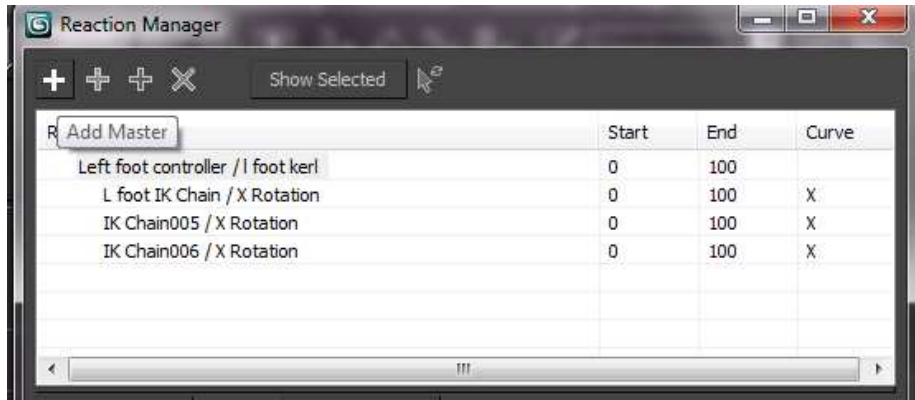 Reaction Manager
Show Selected
Add Master
R Start End Curve
Left foot controller / l foot kerl 0 100
L foot IK Chain / X Rotation 0 100 X
IK Chain005 / X Rotation 0 100 X
IK Chain006 / X Rotation 0 100 X